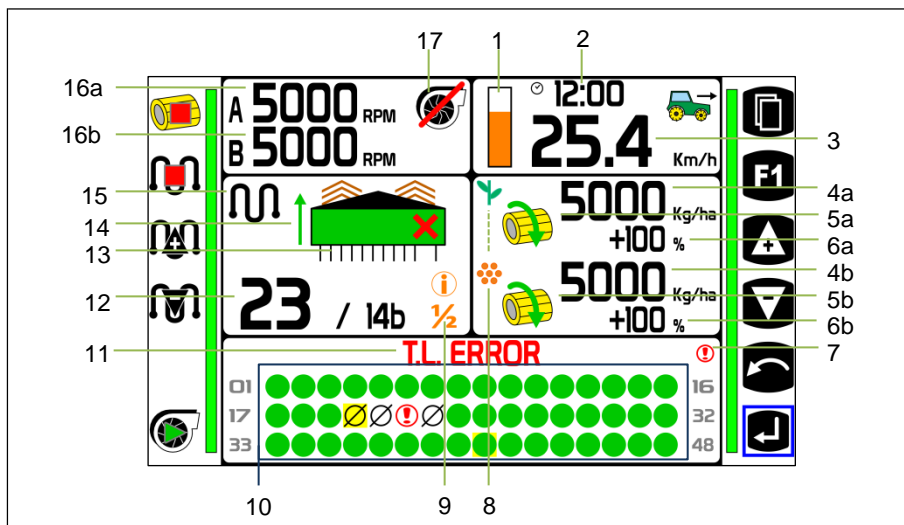 1
2
17
16a
16b
A 5000 RPM
B 5000 RPM
12:00
25.4 Km/h
3
F1
15
14
13
12
5000 Kg/ha
+100 %
5000 Kg/ha
+100 %
4a
5a
6a
4b
5b
6b
i
23 / 14b ½
11
T.L. ERROR
!
7
01 16
17 Ø Ø ! Ø 32
33 48
10
9
8